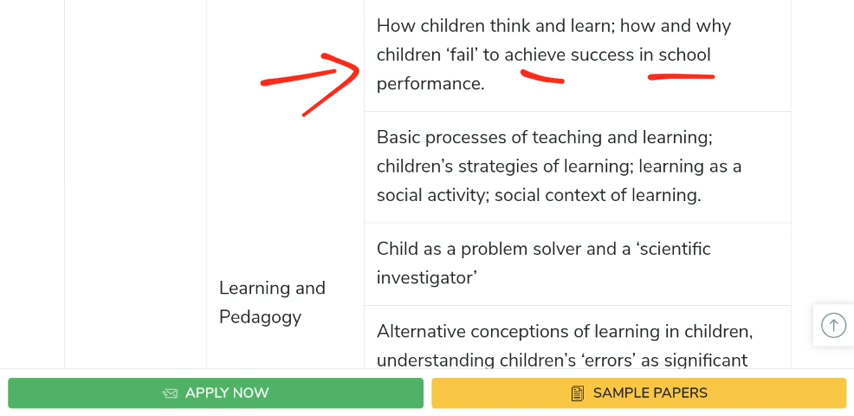 How children think and learn; how and why
children ‘fail’ to achieve success in school
performance.
Basic processes of teaching and learning;
children’s strategies of learning; learning as a
social activity; social context of learning.
Child as a problem solver and a ‘scientific
investigator’
Learning and
Pedagogy
Alternative conceptions of learning in children,
understanding children’s ‘errors’ as significant
APPLY NOW
SAMPLE PAPERS